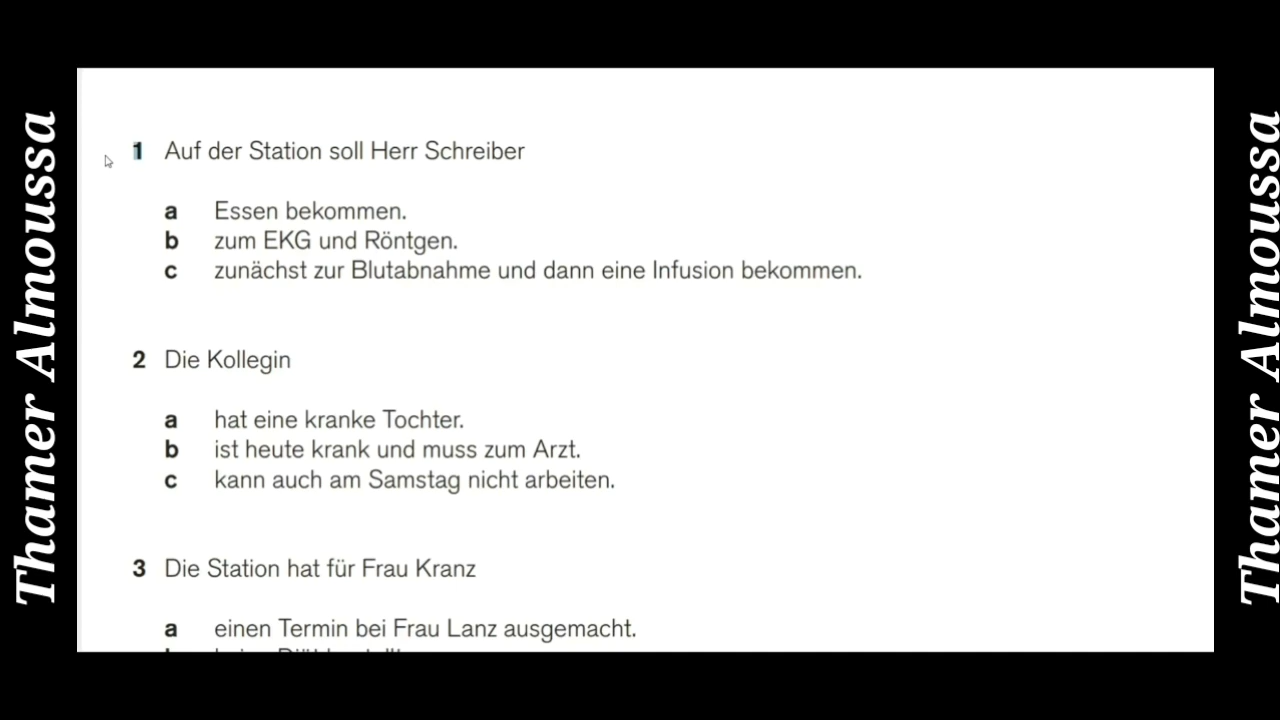 Thamer Almoussa
1 Auf der Station soll Herr Schreiber
a Essen bekommen.
b zum EKG und Röntgen.
c zunächst zur Blutabnahme und dann eine Infusion bekommen.
2 Die Kollegin
a hat eine kranke Tochter.
b ist heute krank und muss zum Arzt.
c kann auch am Samstag nicht arbeiten.
3 Die Station hat für Frau Kranz
a einen Termin bei Frau Lanz ausgemacht.
Thamer Almoussa